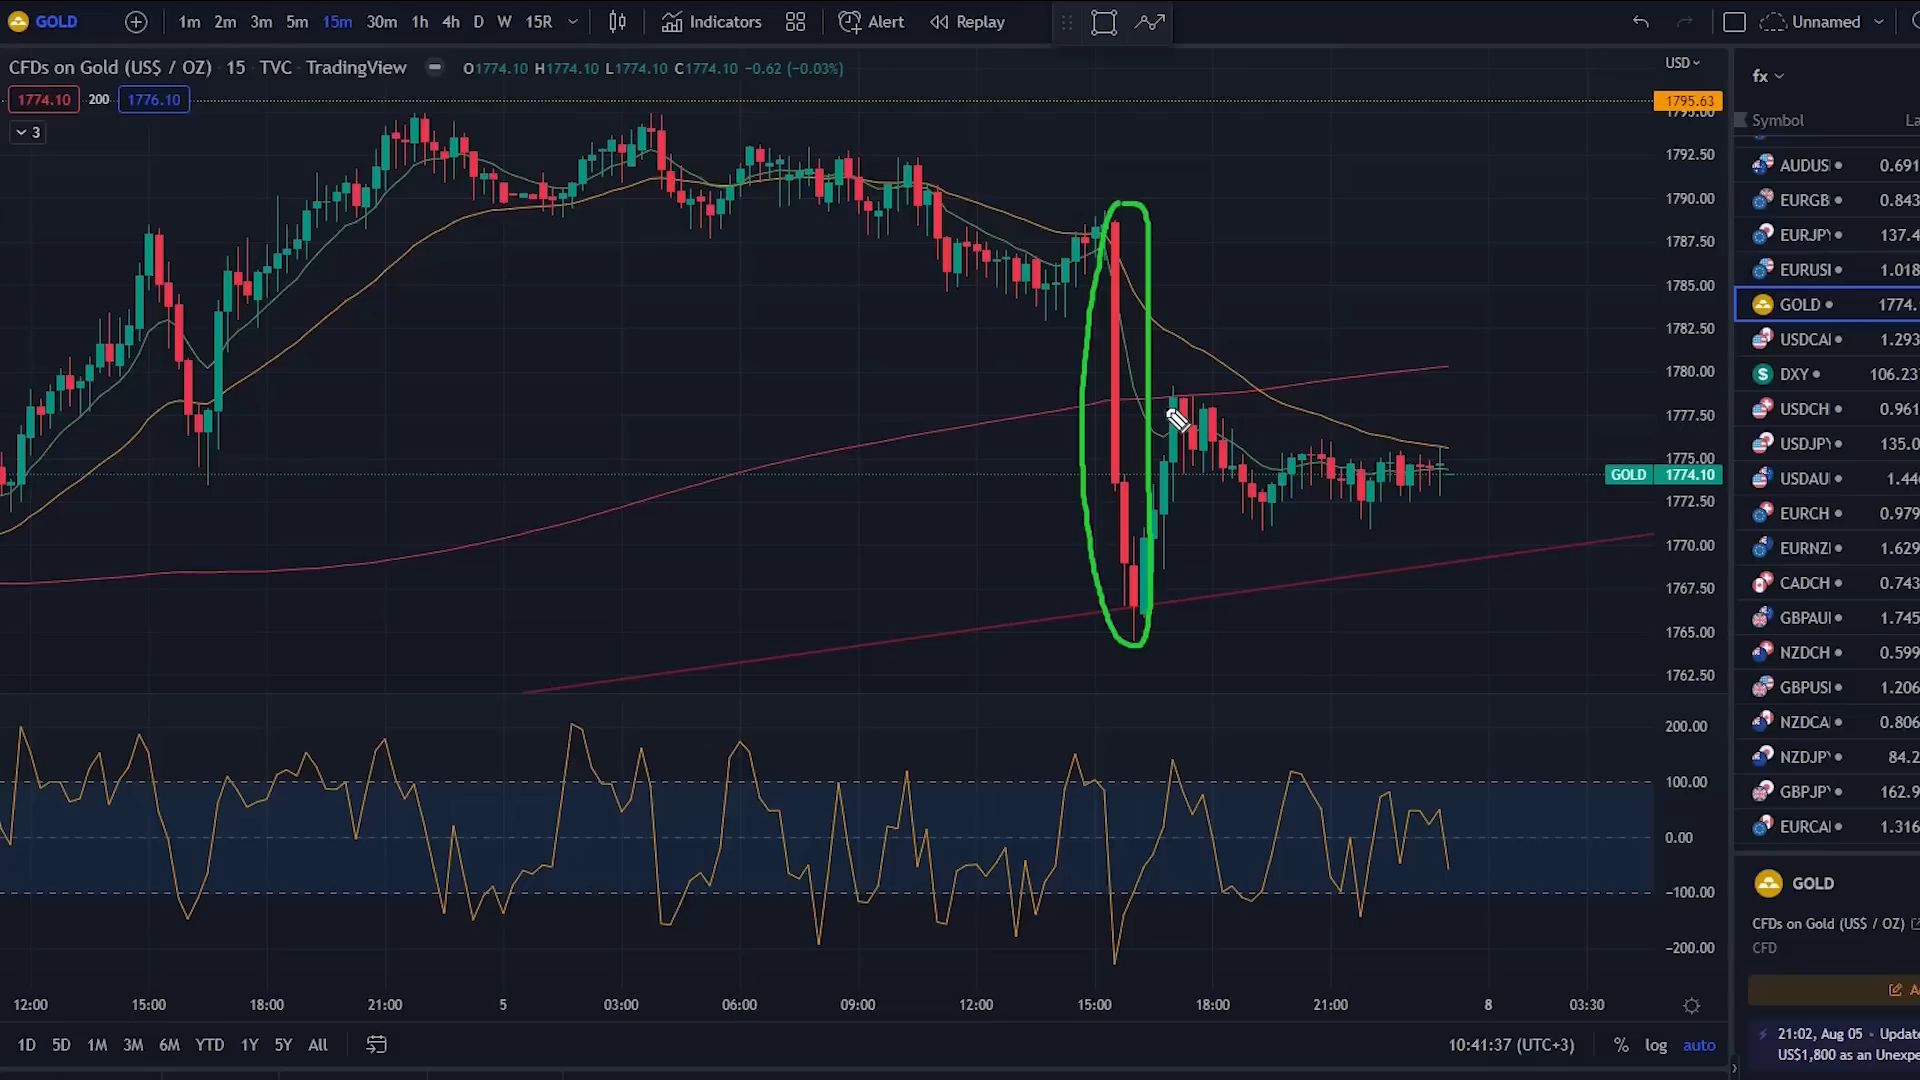 GOLD 1m 2m 3m 5m 15m 30m 1h 4h D W 15R Indicators Alert Replay Unnamed
CFDs on Gold (US$ / OZ) 15 TVC TradingView O1774.10 H1774.10 L1774.10 C1774.10 −0.62 (−0.03%)
1774.10 200 1776.10
3
USD
1795.63
1795.00
1792.50
1790.00
1787.50
1785.00
1782.50
1780.00
1777.50
1775.00
GOLD 1774.10
1772.50
1770.00
1767.50
1765.00
1762.50
200.00
100.00
0.00
−100.00
−200.00
12:00 15:00 18:00 21:00 5 03:00 06:00 09:00 12:00 15:00 18:00 21:00 8 03:30
1D 5D 1M 3M 6M YTD 1Y 5Y All 10:41:37 (UTC+3) % log auto
fx
Symbol La
AUDUS 0.691
EURGB 0.843
EURJP 137.4
EURUS 1.018
GOLD 1774.
USDCA 1.293
DXY 106.23
USDCH 0.961
USDJP 135.0
USDAU 1.44
EURCH 0.979
EURNZ 1.629
CADCH 0.743
GBPAU 1.745
NZDCH 0.599
GBPUS 1.206
NZDCA 0.806
NZDJP 84.2
GBPJP 162.9
EURCA 1.316
GOLD
CFDs on Gold (US$ / OZ)
CFD
A
21:02, Aug 05 • Update
US$1,800 as an Unexpe